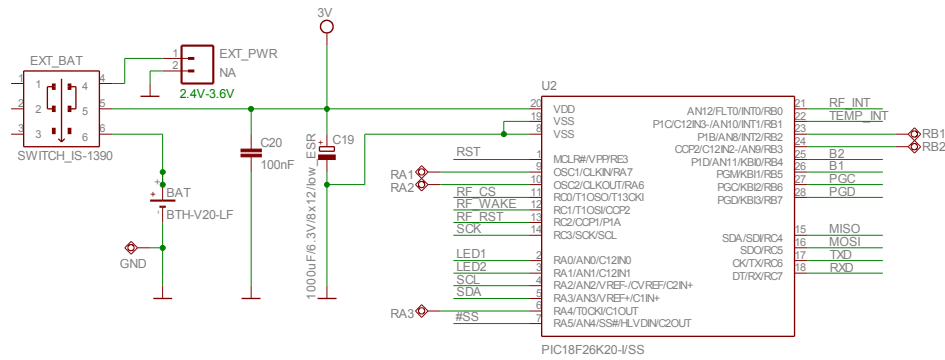 3V
EXT_BAT
1 1 4 4
2 2 5 5
3 3 6 6
SWITCH_IS-1390
1
2
EXT_PWR
NA
2.4V-3.6V
+
BAT
-
BTH-V20-LF
GND
C20
100nF
+
C19
1000uF/6.3V/8x12/low_ESR
U2
20 VDD
19 VSS
8 VSS
RST 1 MCLR#/VPP/RE3
RA1 9 OSC1/CLKIN/RA7
RA2 10 OSC2/CLKOUT/RA6
RF_CS 11 RC0/T1OSO/T13CKI
RF_WAKE 12 RC1/T1OSI/CCP2
RF_RST 13 RC2/CCP1/P1A
SCK 14 RC3/SCK/SCL
LED1 2 RA0/AN0/C12IN0
LED2 3 RA1/AN1/C12IN1
SCL 4 RA2/AN2/VREF-/CVREF/C2IN+
SDA 5 RA3/AN3/VREF+/C1IN+
RA3 6 RA4/T0CKI/C1OUT
#SS 7 RA5/AN4/SS#/HLVDIN/C2OUT
AN12/FLT0/INT0/RB0 21 RF_INT
P1C/C12IN3-/AN10/INT1/RB1 22 TEMP_INT
P1B/AN8/INT2/RB2 23 RB1
CCP2/C12IN2-/AN9/RB3 24 RB2
P1D/AN11/KBI0/RB4 25 B2
PGM/KBI1/RB5 26 B1
PGC/KBI2/RB6 27 PGC
PGD/KBI3/RB7 28 PGD
SDA/SDI/RC4 15 MISO
SDO/RC5 16 MOSI
CK/TX/RC6 17 TXD
DT/RX/RC7 18 RXD
PIC18F26K20-I/SS